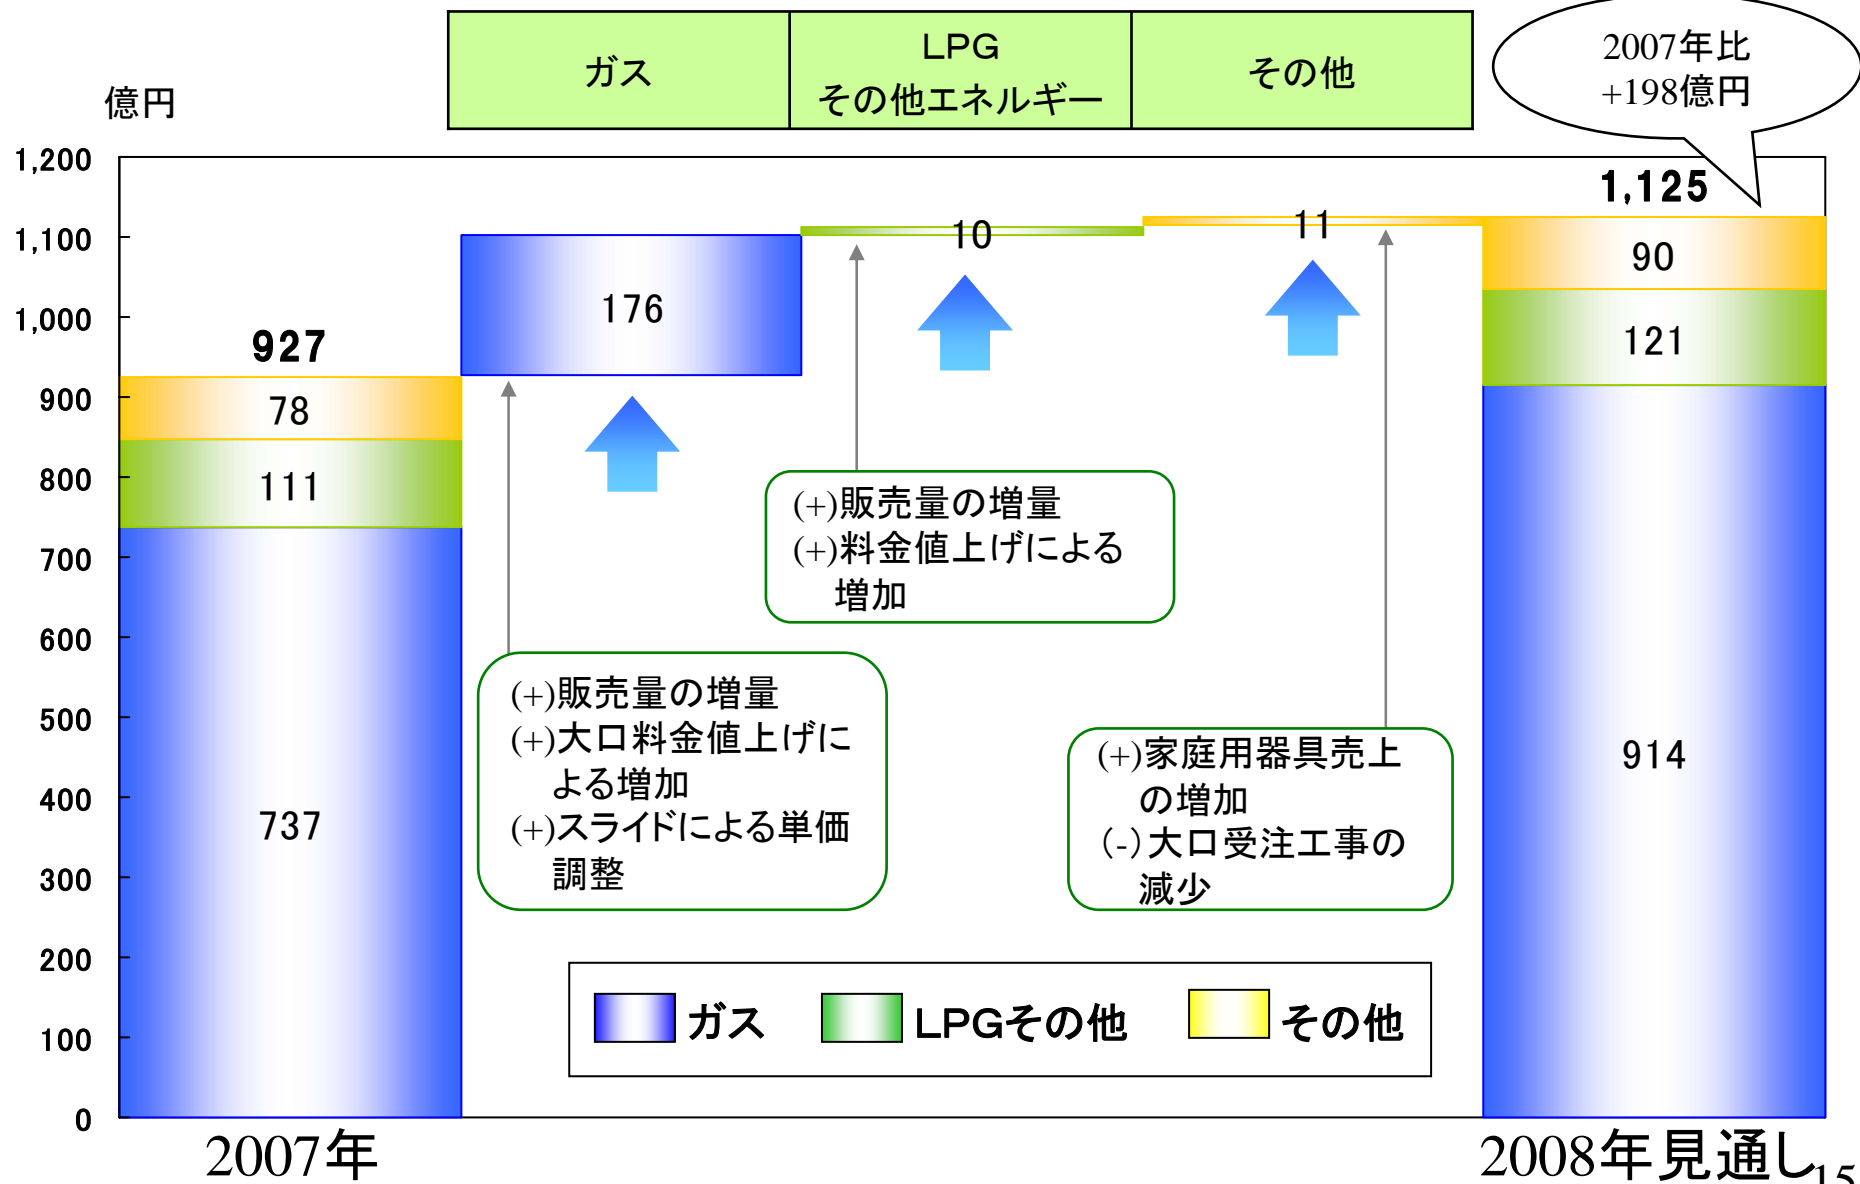 ガス
LPG
その他エネルギー
その他
2007年比
+198億円
億円
1,200
1,100
1,000
900
800
700
600
500
400
300
200
100
0
927
78
111
737
176
10
11
1,125
90
121
914
(+)販売量の増量
(+)料金値上げによる
増加
(+)販売量の増量
(+)大口料金値上げに
よる増加
(+)スライドによる単価
調整
(+)家庭用器具売上
の増加
(-)大口受注工事の
減少
ガス
LPGその他
その他
2007年
2008年見通し
15